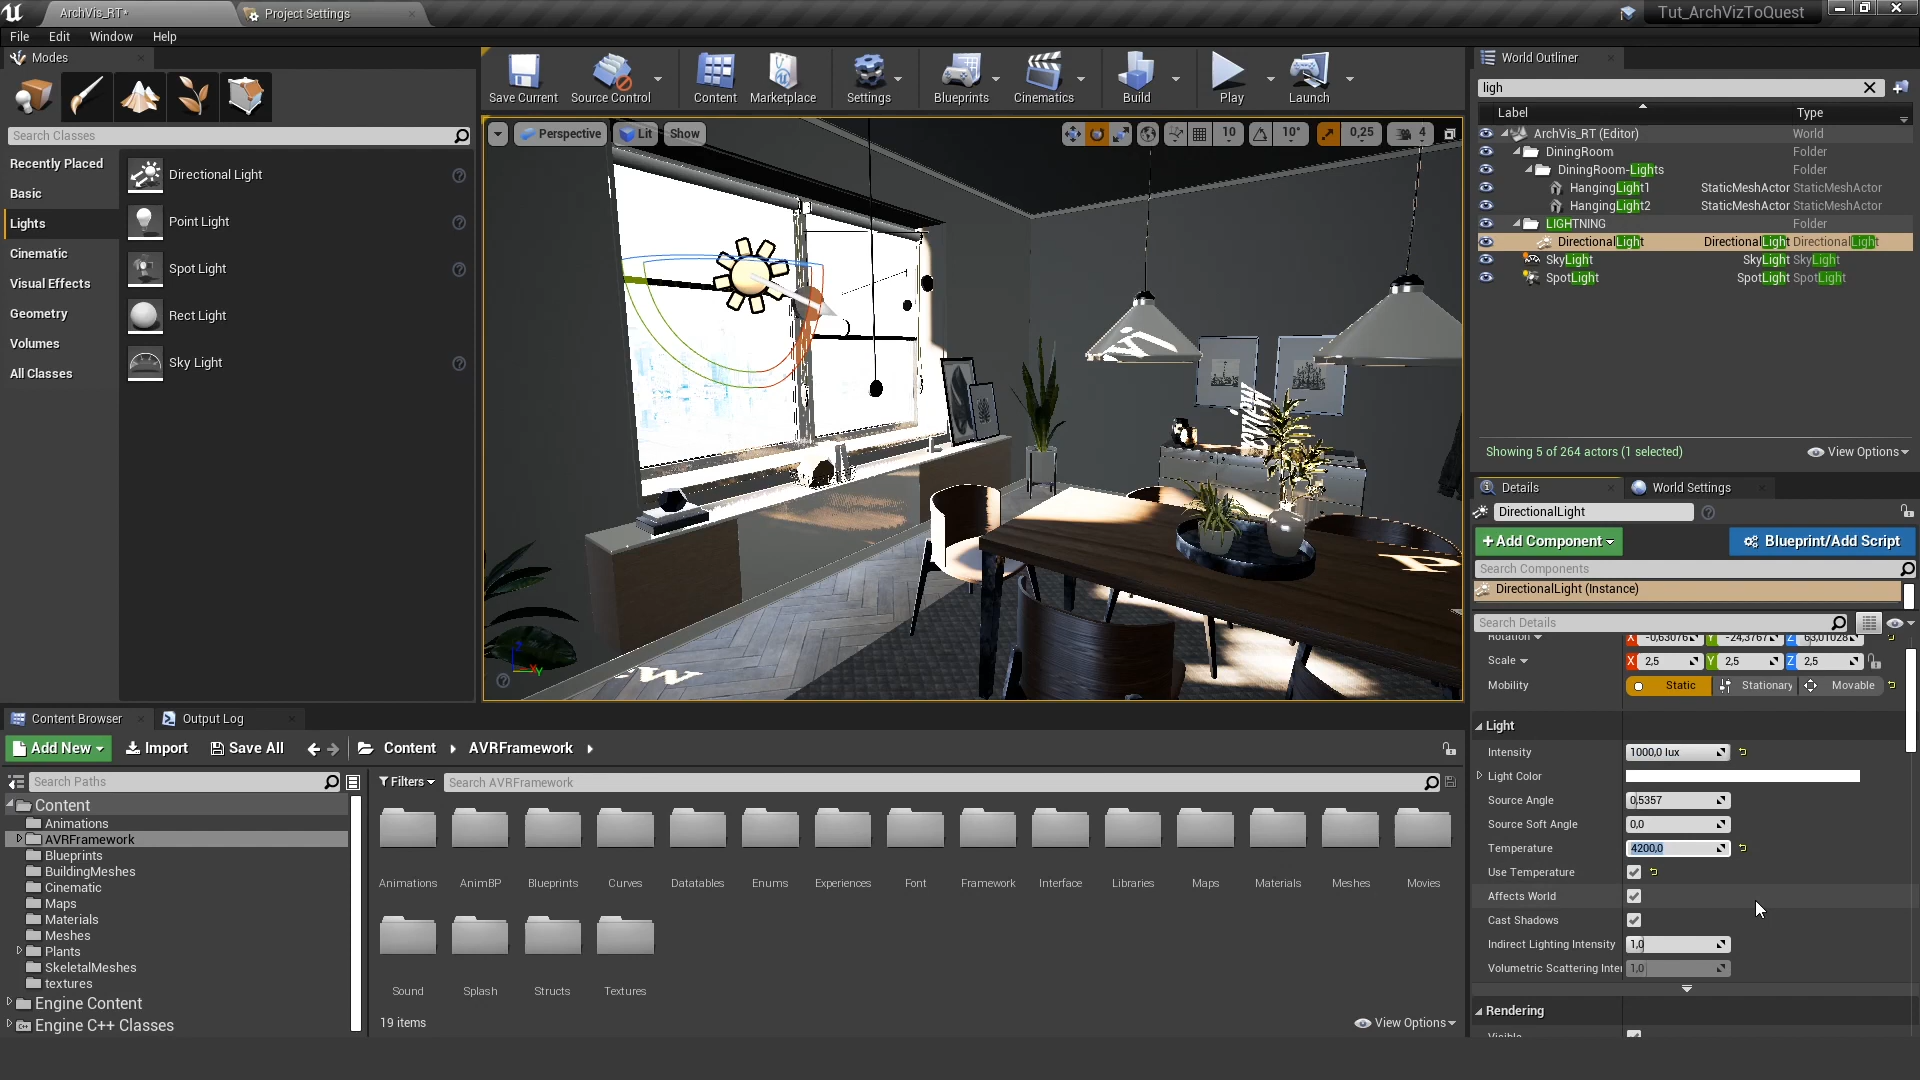 ArchVis_RT*
Project Settings
Tut_ArchVizToQuest
File Edit Window Help
Modes
Search Classes
Recently Placed
Basic
Lights
Cinematic
Visual Effects
Geometry
Volumes
All Classes
Directional Light
Point Light
Spot Light
Rect Light
Sky Light
Save Current
Source Control
Content
Marketplace
Settings
Blueprints
Cinematics
Build
Play
Launch
Perspective Lit Show
10 10° 0,25 4
World Outliner
ligh
Label Type
ArchVis_RT (Editor) World
DiningRoom Folder
DiningRoom-Lights Folder
HangingLight1 StaticMeshActor StaticMeshActor
HangingLight2 StaticMeshActor StaticMeshActor
LIGHTNING Folder
DirectionalLight DirectionalLight DirectionalLight
SkyLight SkyLight SkyLight
SpotLight SpotLight SpotLight
Showing 5 of 264 actors (1 selected) View Options
Details
World Settings
DirectionalLight
+Add Component
Blueprint/Add Script
Search Components
DirectionalLight (Instance)
Search Details
Rotation X -0,63076 Y -24,3767 Z 63,01028
Scale X 2,5 Y 2,5 Z 2,5
Mobility Static Stationary Movable
Light
Intensity 1000,0 lux
Light Color
Source Angle 0,5357
Source Soft Angle 0,0
Temperature 4200,0
Use Temperature
Affects World
Cast Shadows
Indirect Lighting Intensity 1,0
Volumetric Scattering Inte 1,0
Rendering
Visible
Content Browser
Output Log
Add New Import Save All Content AVRFramework
Search Paths
Filters Search AVRFramework
Content
Animations
AVRFramework
Blueprints
BuildingMeshes
Cinematic
Maps
Materials
Meshes
Plants
SkeletalMeshes
textures
Engine Content
Engine C++ Classes
Animations AnimBP Blueprints Curves Datatables Enums Experiences Font Framework Interface Libraries Maps Materials Meshes Movies
Sound Splash Structs Textures
19 items View Options